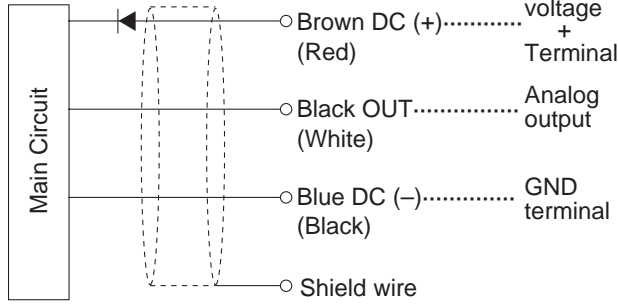 Main Circuit
Brown DC (+)
(Red)
voltage
+
Terminal
Black OUT
(White)
Analog
output
Blue DC (–)
(Black)
GND
terminal
Shield wire